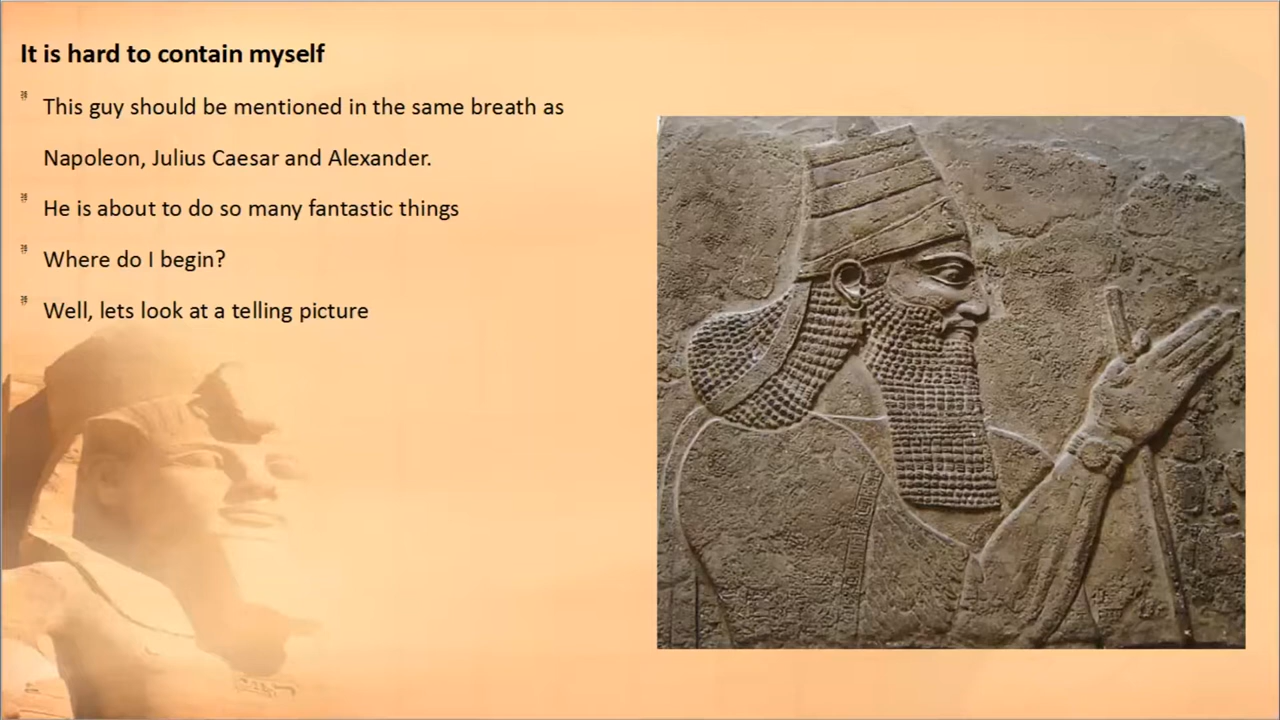 It is hard to contain myself
This guy should be mentioned in the same breath as
Napoleon, Julius Caesar and Alexander.
He is about to do so many fantastic things
Where do I begin?
Well, lets look at a telling picture